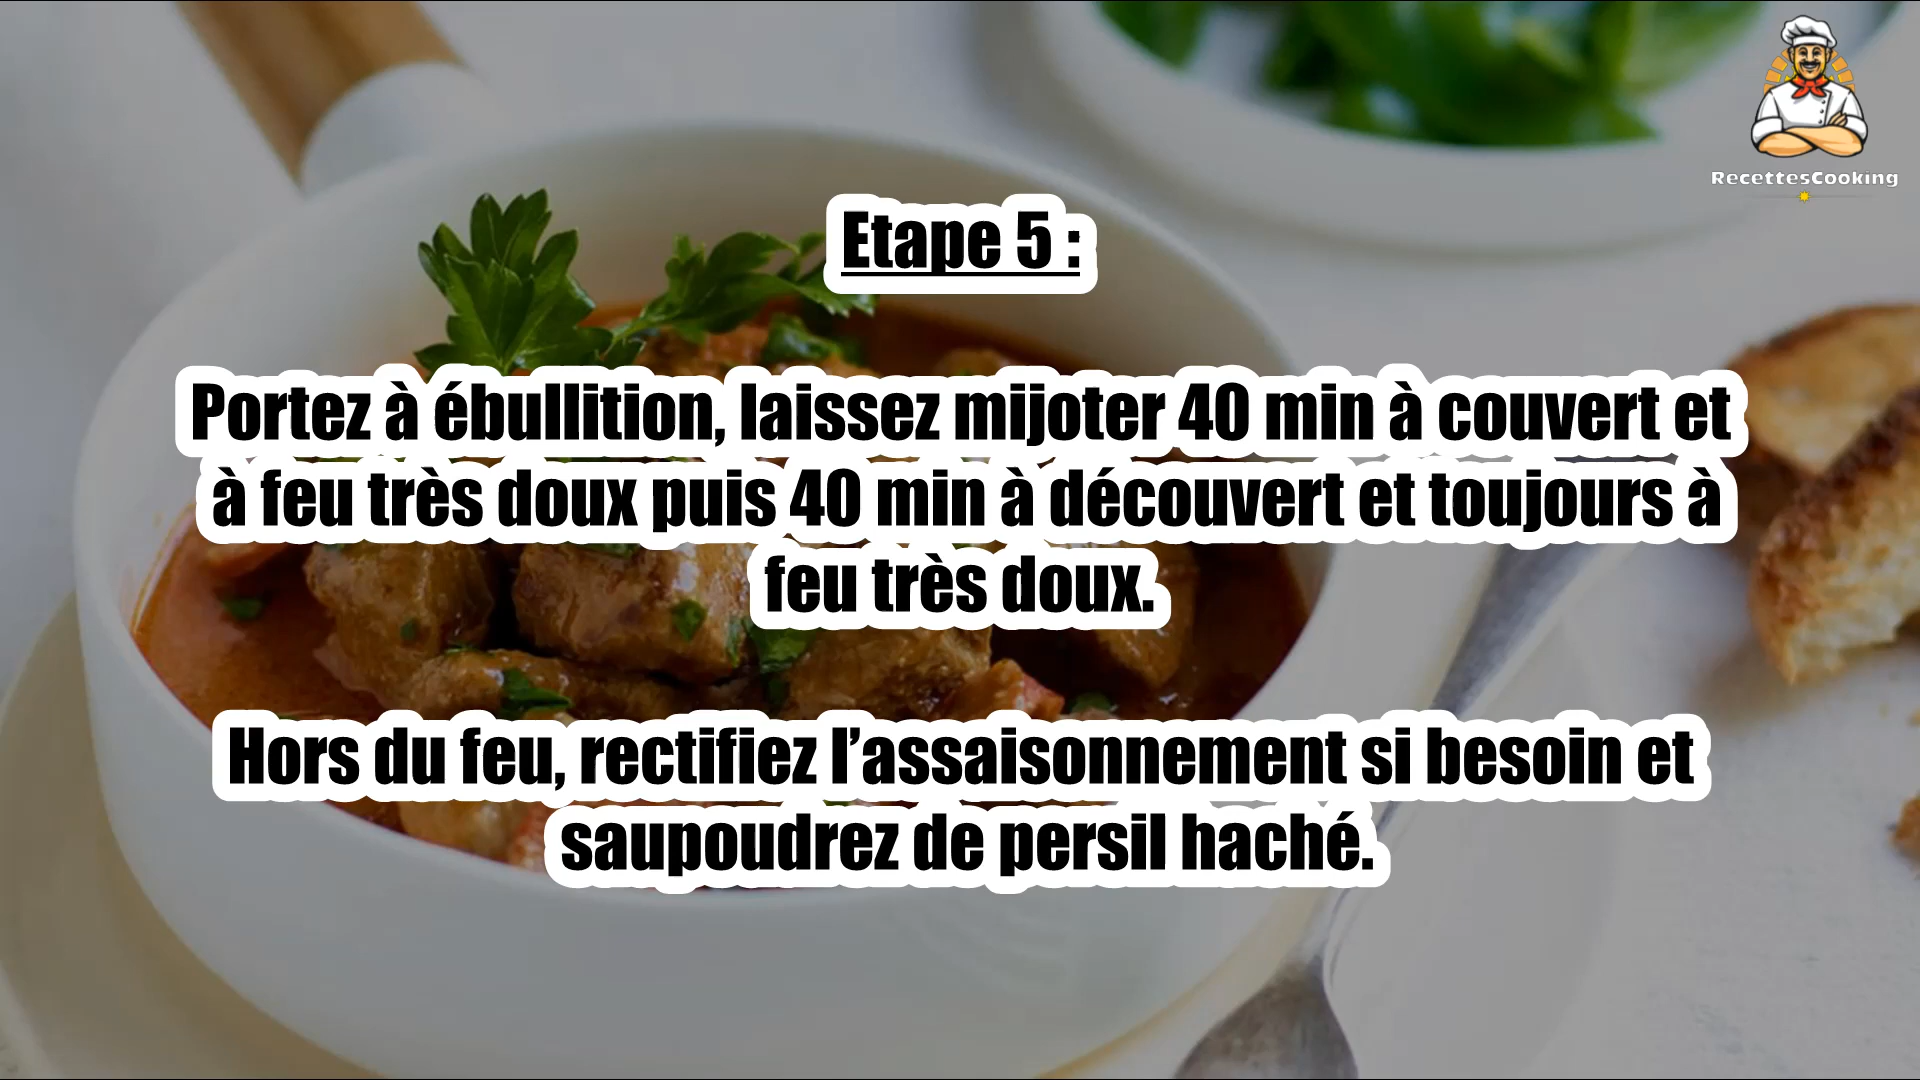 RecettesCooking
Etape 5 :
Portez à ébullition, laissez mijoter 40 min à couvert et
à feu très doux puis 40 min à découvert et toujours à
feu très doux.
Hors du feu, rectifiez l’assaisonnement si besoin et
saupoudrez de persil haché.